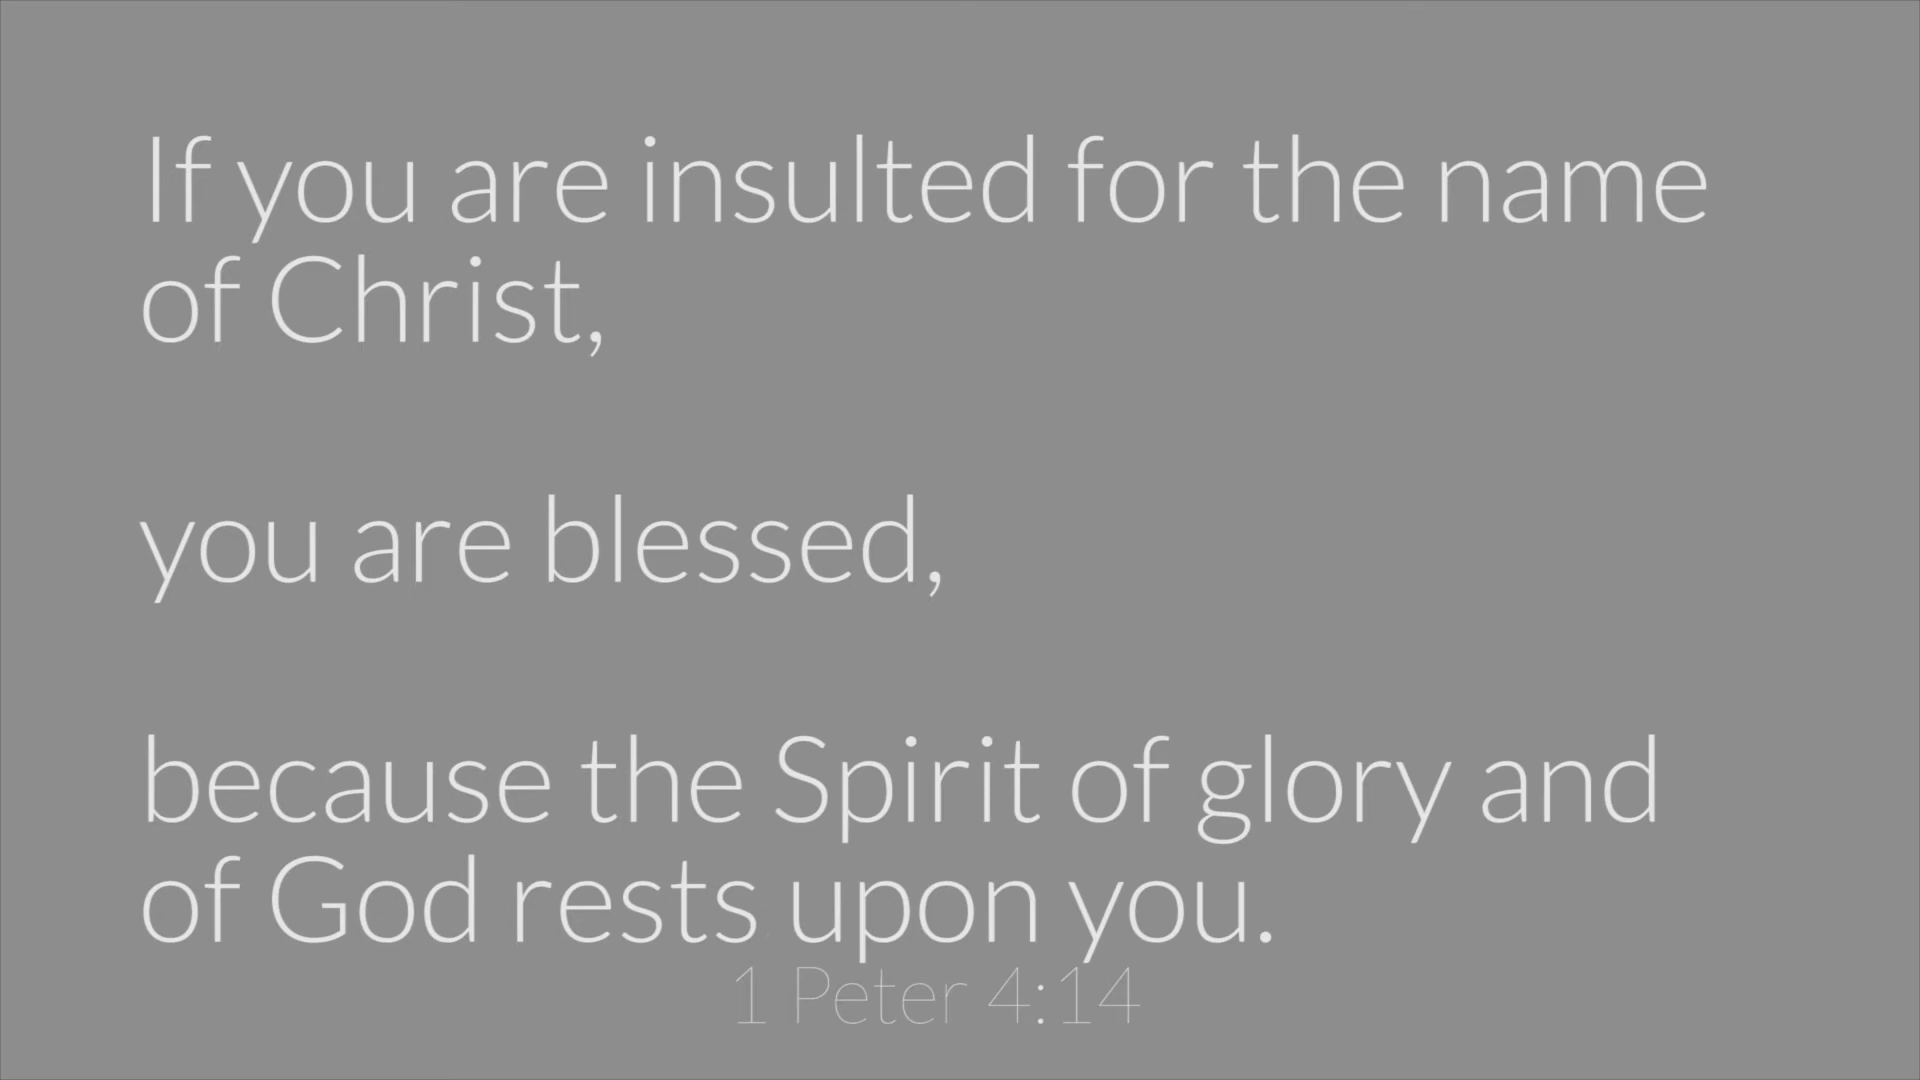 If you are insulted for the name
of Christ,
you are blessed,
because the Spirit of glory and
of God rests upon you.
1 Peter 4:14